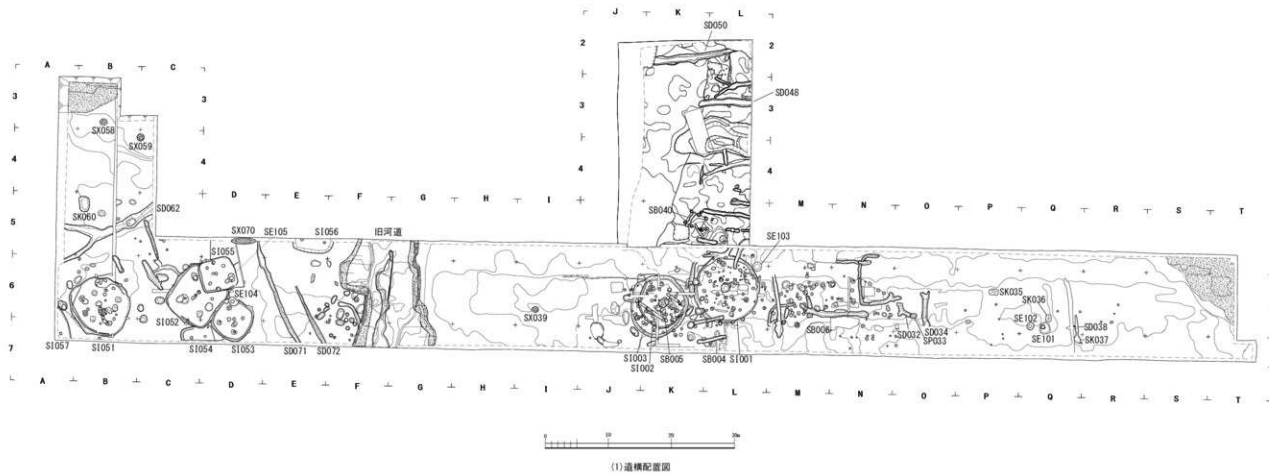 J K L
SD050
2 2
A B C
3 3
SD048
3 3
SX058
SX059
4 4
4 4
D E F G H I
M N O P Q R S T
SK060
SD062
SB040
5 5
SX070 SE105 SI056 旧河道
SE103
SI055
6 6
SE104
SK035
SK036
SX039
SE102
SI052
SB006
SD032 SD034
SD038
SE101
SP033
SK037
7 7
SI057 SI051 SI054 SI053 SD071 SD072
SI003 SB005 SB004 SI001
SI002
A B C D E F G H I J K L M N O P Q R S T
0 10 20 30m
(1)遺構配置図